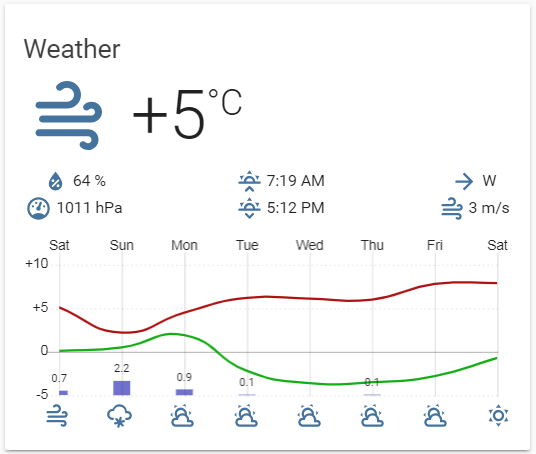 Weather
+5°C
64 % 7:19 AM W
1011 hPa 5:12 PM 3 m/s
Sat Sun Mon Tue Wed Thu Fri Sat
+10
+5
0
-5
0.7 2.2 0.9 0.1 0.1